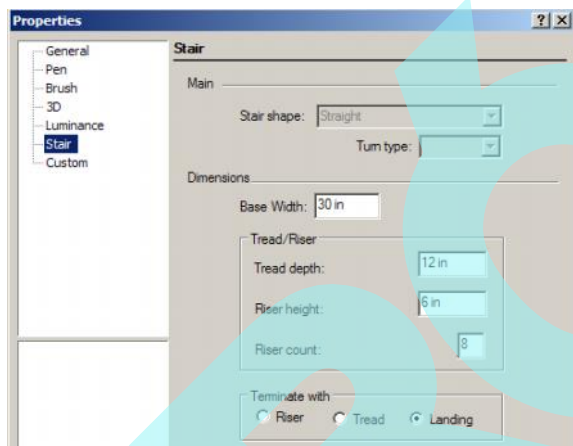 Properties
General
Pen
Brush
3D
Luminance
Stair
Custom
Stair
Main
Stair shape: Straight
Turn type:
Dimensions
Base Width: 30 in
Tread/Riser
Tread depth: 12 in
Riser height: 6 in
Riser count: 8
Terminate with
Riser Tread Landing